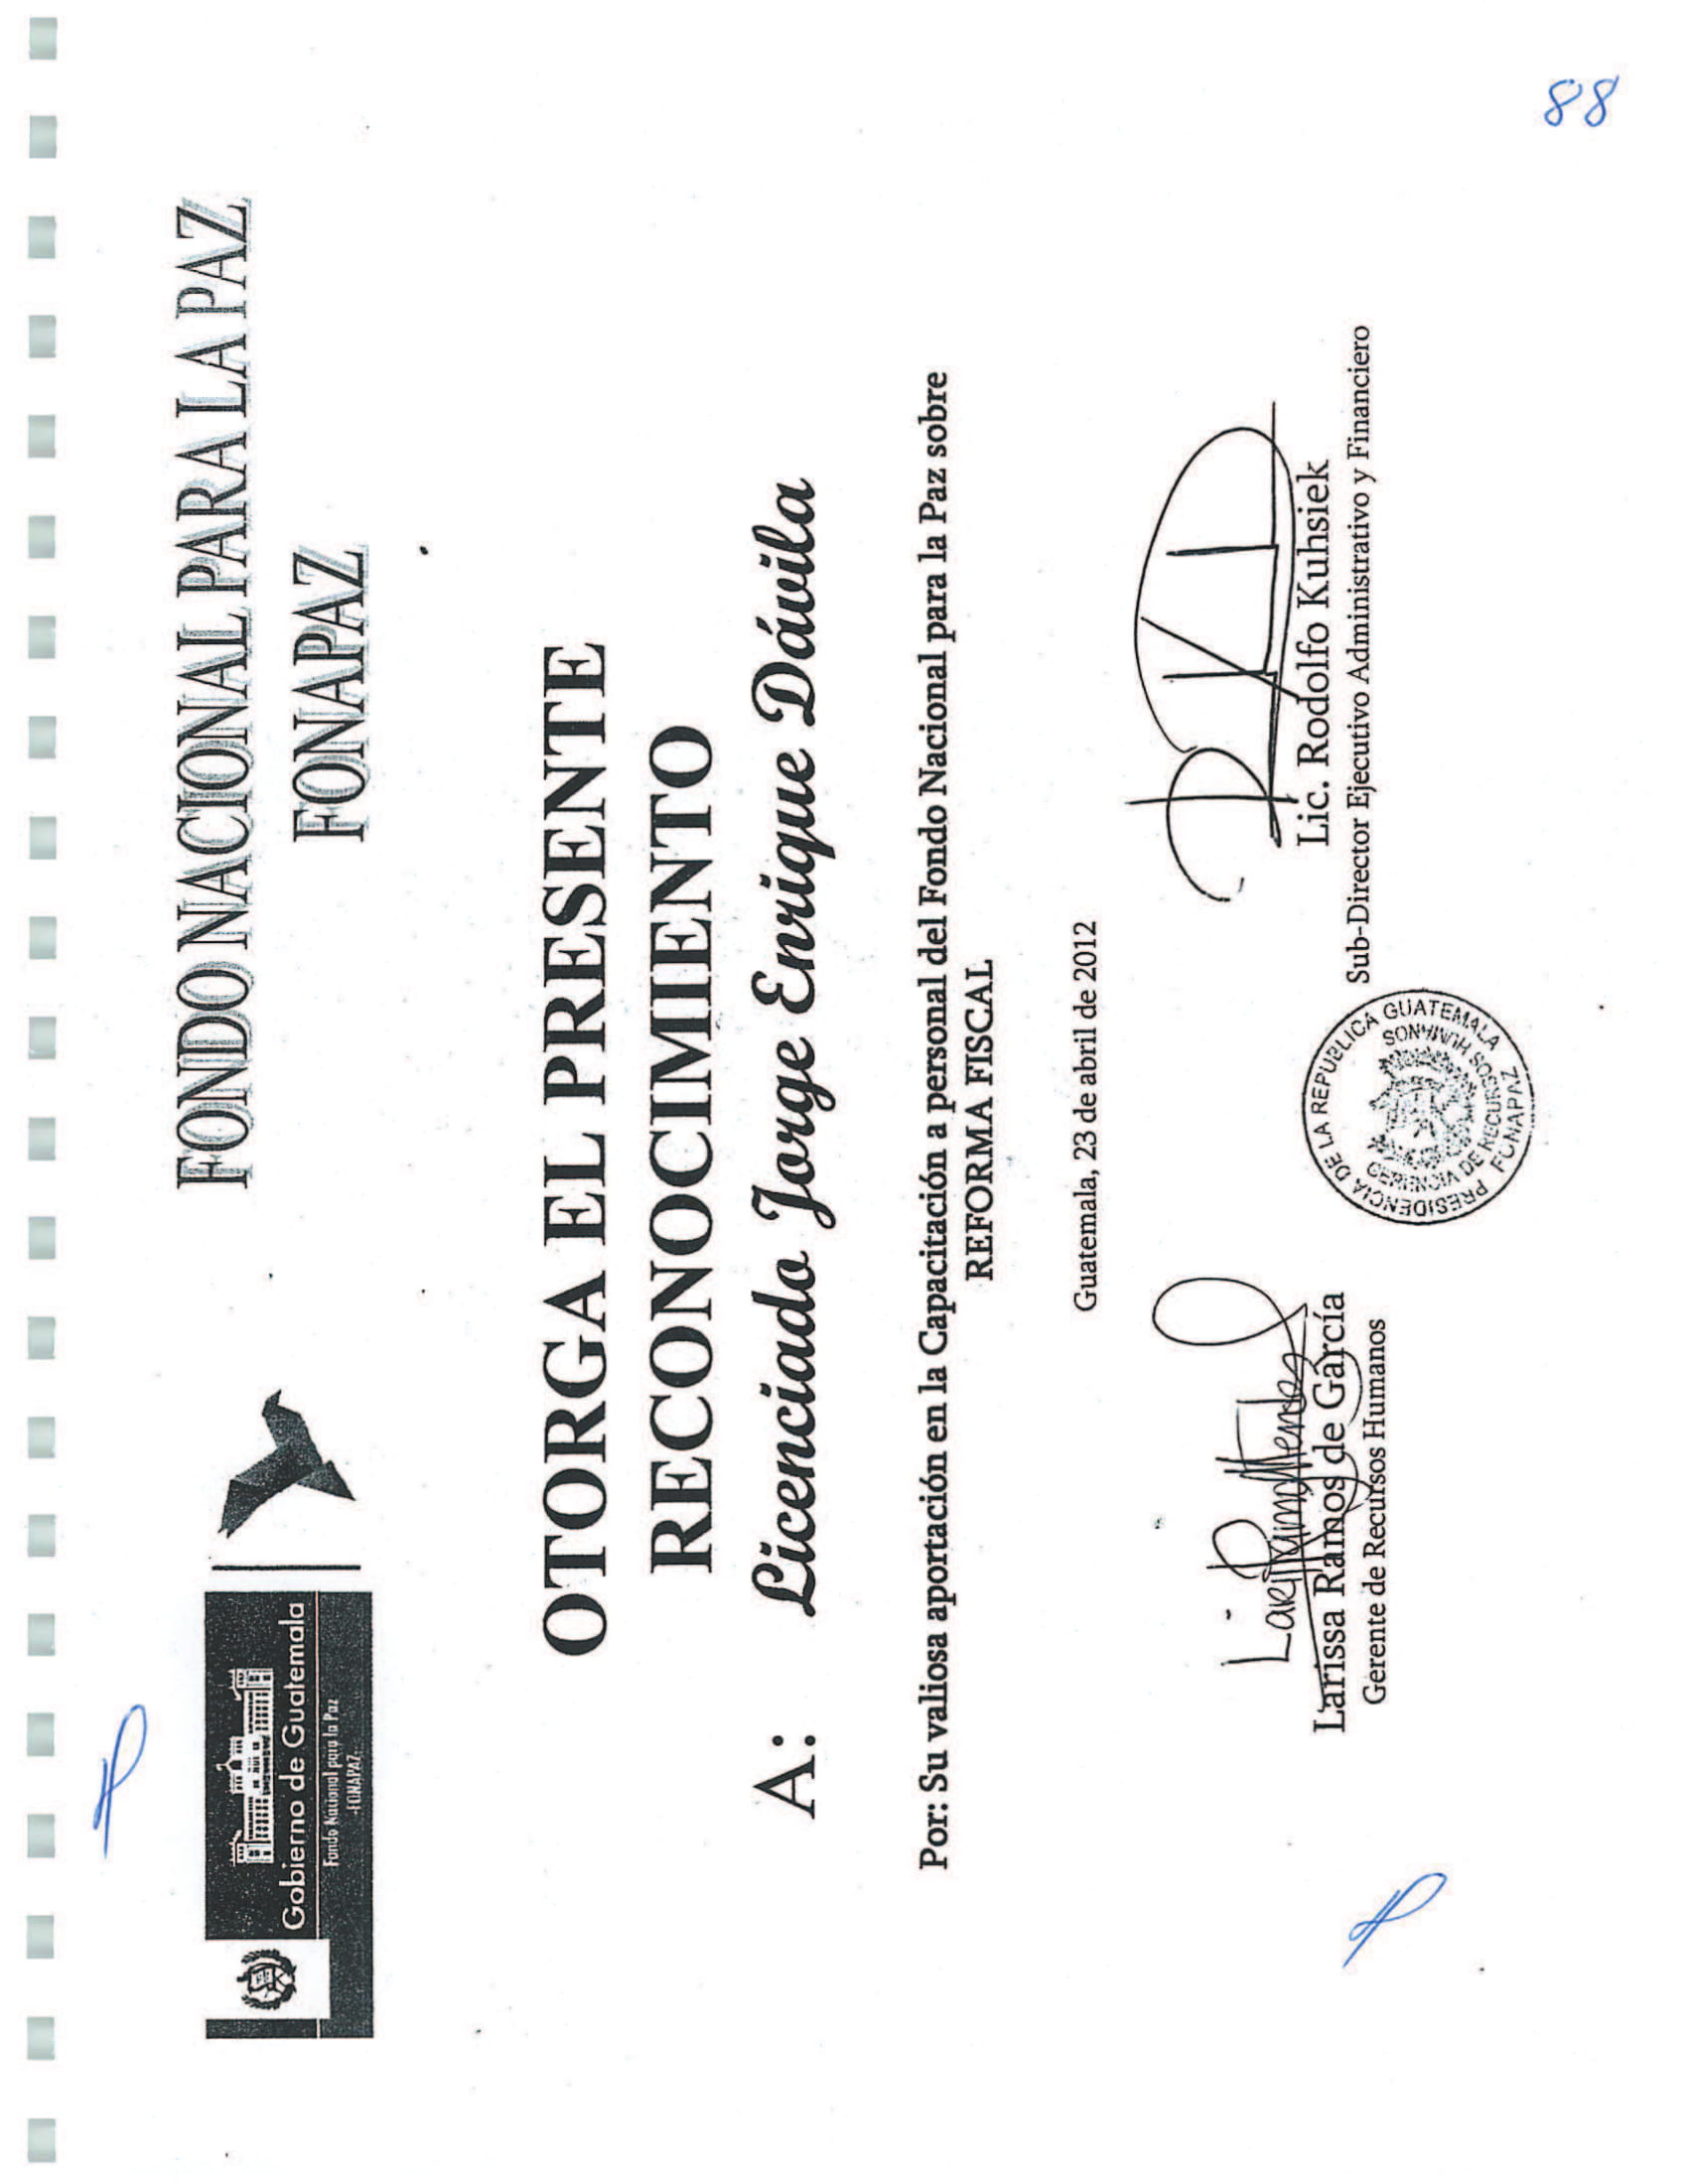 Gobierno de Guatemala
Fondo Nacional para la Paz
-FONAPAZ-
FONDO NACIONAL PARA LA PAZ
FONAPAZ
OTORGA EL PRESENTE
RECONOCIMIENTO
A: Licenciado Jorge Enrique Dávila
Por: Su valiosa aportación en la Capacitación a personal del Fondo Nacional para la Paz sobre
REFORMA FISCAL
Guatemala, 23 de abril de 2012
Larissa Ramos de García
Gerente de Recursos Humanos
PRESIDENCIA DE LA REPUBLICA GUATEMALA
GERENCIA DE RECURSOS HUMANOS
FONAPAZ
Lic. Rodolfo Kuhsiek
Sub-Director Ejecutivo Administrativo y Financiero
88